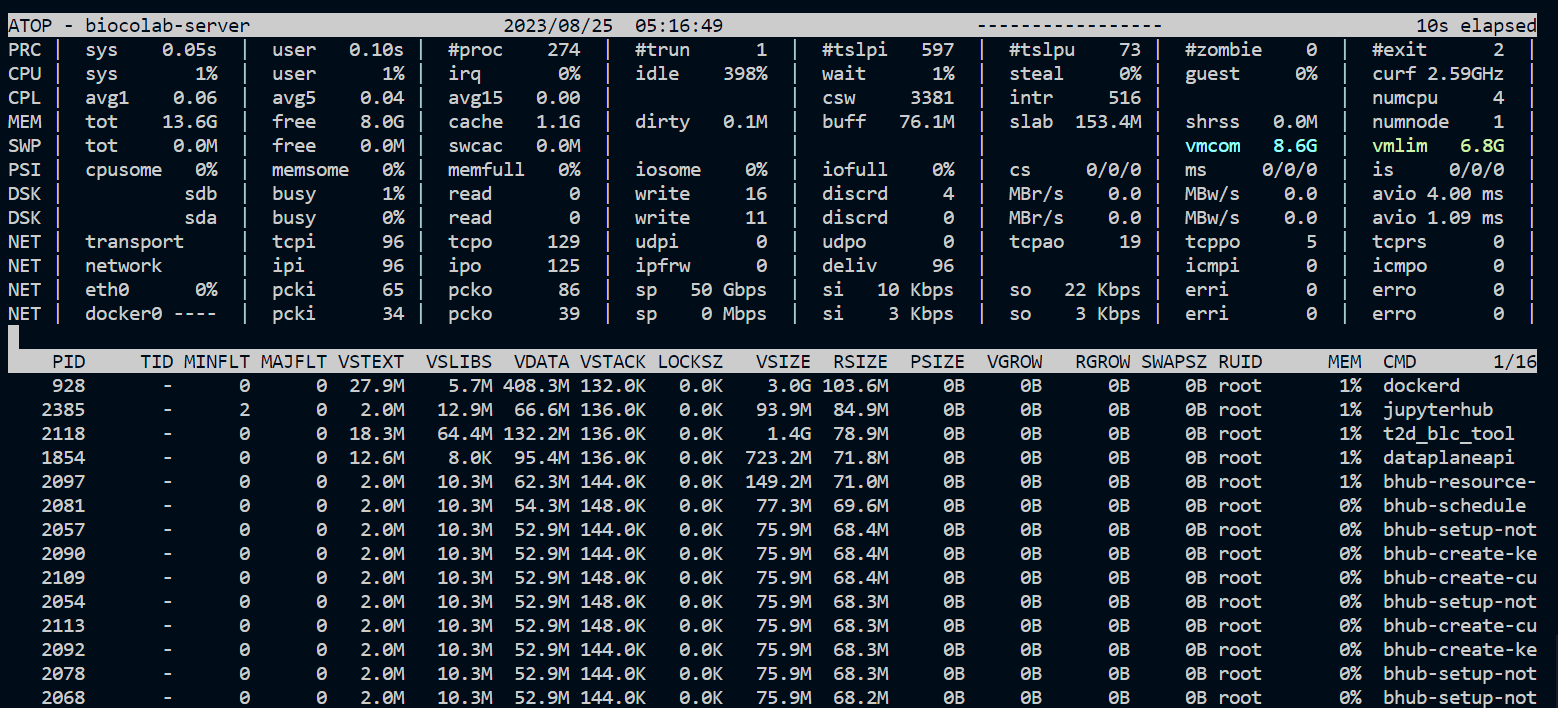 ATOP - biocolab-server 2023/08/25 05:16:49 ----------------- 10s elapsed
PRC | sys 0.05s | user 0.10s | #proc 274 | #trun 1 | #tslpi 597 | #tslpu 73 | #zombie 0 | #exit 2 |
CPU | sys 1% | user 1% | irq 0% | idle 398% | wait 1% | steal 0% | guest 0% | curf 2.59GHz |
CPL | avg1 0.06 | avg5 0.04 | avg15 0.00 | | csw 3381 | intr 516 | | numcpu 4 |
MEM | tot 13.6G | free 8.0G | cache 1.1G | dirty 0.1M | buff 76.1M | slab 153.4M | shrss 0.0M | numnode 1 |
SWP | tot 0.0M | free 0.0M | swcac 0.0M | | | | vmcom 8.6G | vmlim 6.8G |
PSI | cpusome 0% | memsome 0% | memfull 0% | iosome 0% | iofull 0% | cs 0/0/0 | ms 0/0/0 | is 0/0/0 |
DSK | sdb | busy 1% | read 0 | write 16 | discrd 4 | MBr/s 0.0 | MBw/s 0.0 | avio 4.00 ms |
DSK | sda | busy 0% | read 0 | write 11 | discrd 0 | MBr/s 0.0 | MBw/s 0.0 | avio 1.09 ms |
NET | transport | tcpi 96 | tcpo 129 | udpi 0 | udpo 0 | tcpao 19 | tcppo 5 | tcprs 0 |
NET | network | ipi 96 | ipo 125 | ipfrw 0 | deliv 96 | | icmpi 0 | icmpo 0 |
NET | eth0 0% | pcki 65 | pcko 86 | sp 50 Gbps | si 10 Kbps | so 22 Kbps | erri 0 | erro 0 |
NET | docker0 ---- | pcki 34 | pcko 39 | sp 0 Mbps | si 3 Kbps | so 3 Kbps | erri 0 | erro 0 |
PID TID MINFLT MAJFLT VSTEXT VSLIBS VDATA VSTACK LOCKSZ VSIZE RSIZE PSIZE VGROW RGROW SWAPSZ RUID MEM CMD 1/16
928 - 0 0 27.9M 5.7M 408.3M 132.0K 0.0K 3.0G 103.6M 0B 0B 0B 0B root 1% dockerd
2385 - 2 0 2.0M 12.9M 66.6M 136.0K 0.0K 93.9M 84.9M 0B 0B 0B 0B root 1% jupyterhub
2118 - 0 0 18.3M 64.4M 132.2M 136.0K 0.0K 1.4G 78.9M 0B 0B 0B 0B root 1% t2d_blc_tool
1854 - 0 0 12.6M 8.0K 95.4M 136.0K 0.0K 723.2M 71.8M 0B 0B 0B 0B root 1% dataplaneapi
2097 - 0 0 2.0M 10.3M 62.3M 144.0K 0.0K 149.2M 71.0M 0B 0B 0B 0B root 1% bhub-resource-
2081 - 0 0 2.0M 10.3M 54.3M 148.0K 0.0K 77.3M 69.6M 0B 0B 0B 0B root 0% bhub-schedule
2057 - 0 0 2.0M 10.3M 52.9M 144.0K 0.0K 75.9M 68.4M 0B 0B 0B 0B root 0% bhub-setup-not
2090 - 0 0 2.0M 10.3M 52.9M 144.0K 0.0K 75.9M 68.4M 0B 0B 0B 0B root 0% bhub-create-ke
2109 - 0 0 2.0M 10.3M 52.9M 148.0K 0.0K 75.9M 68.4M 0B 0B 0B 0B root 0% bhub-create-cu
2054 - 0 0 2.0M 10.3M 52.9M 148.0K 0.0K 75.9M 68.3M 0B 0B 0B 0B root 0% bhub-setup-not
2113 - 0 0 2.0M 10.3M 52.9M 148.0K 0.0K 75.9M 68.3M 0B 0B 0B 0B root 0% bhub-create-cu
2092 - 0 0 2.0M 10.3M 52.9M 144.0K 0.0K 75.9M 68.3M 0B 0B 0B 0B root 0% bhub-create-ke
2078 - 0 0 2.0M 10.3M 52.9M 144.0K 0.0K 75.9M 68.3M 0B 0B 0B 0B root 0% bhub-setup-not
2068 - 0 0 2.0M 10.3M 52.9M 144.0K 0.0K 75.9M 68.2M 0B 0B 0B 0B root 0% bhub-setup-not